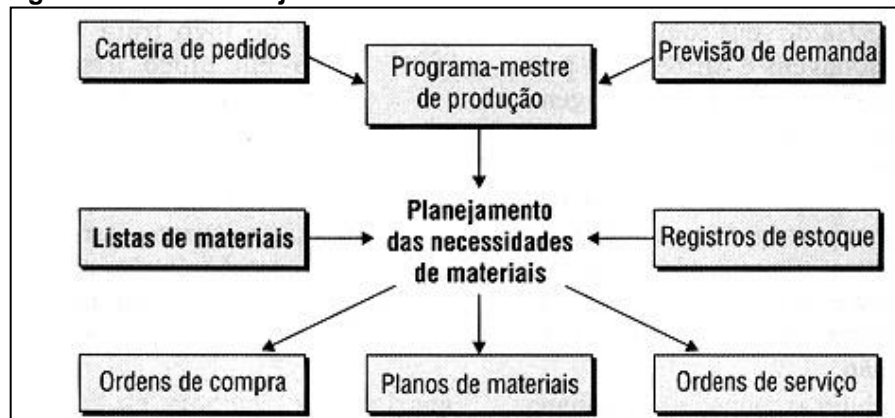 Carteira de pedidos
Programa-mestre
de produção
Previsão de demanda
Listas de materiais
Planejamento
das necessidades
de materiais
Registros de estoque
Ordens de compra
Planos de materiais
Ordens de serviço